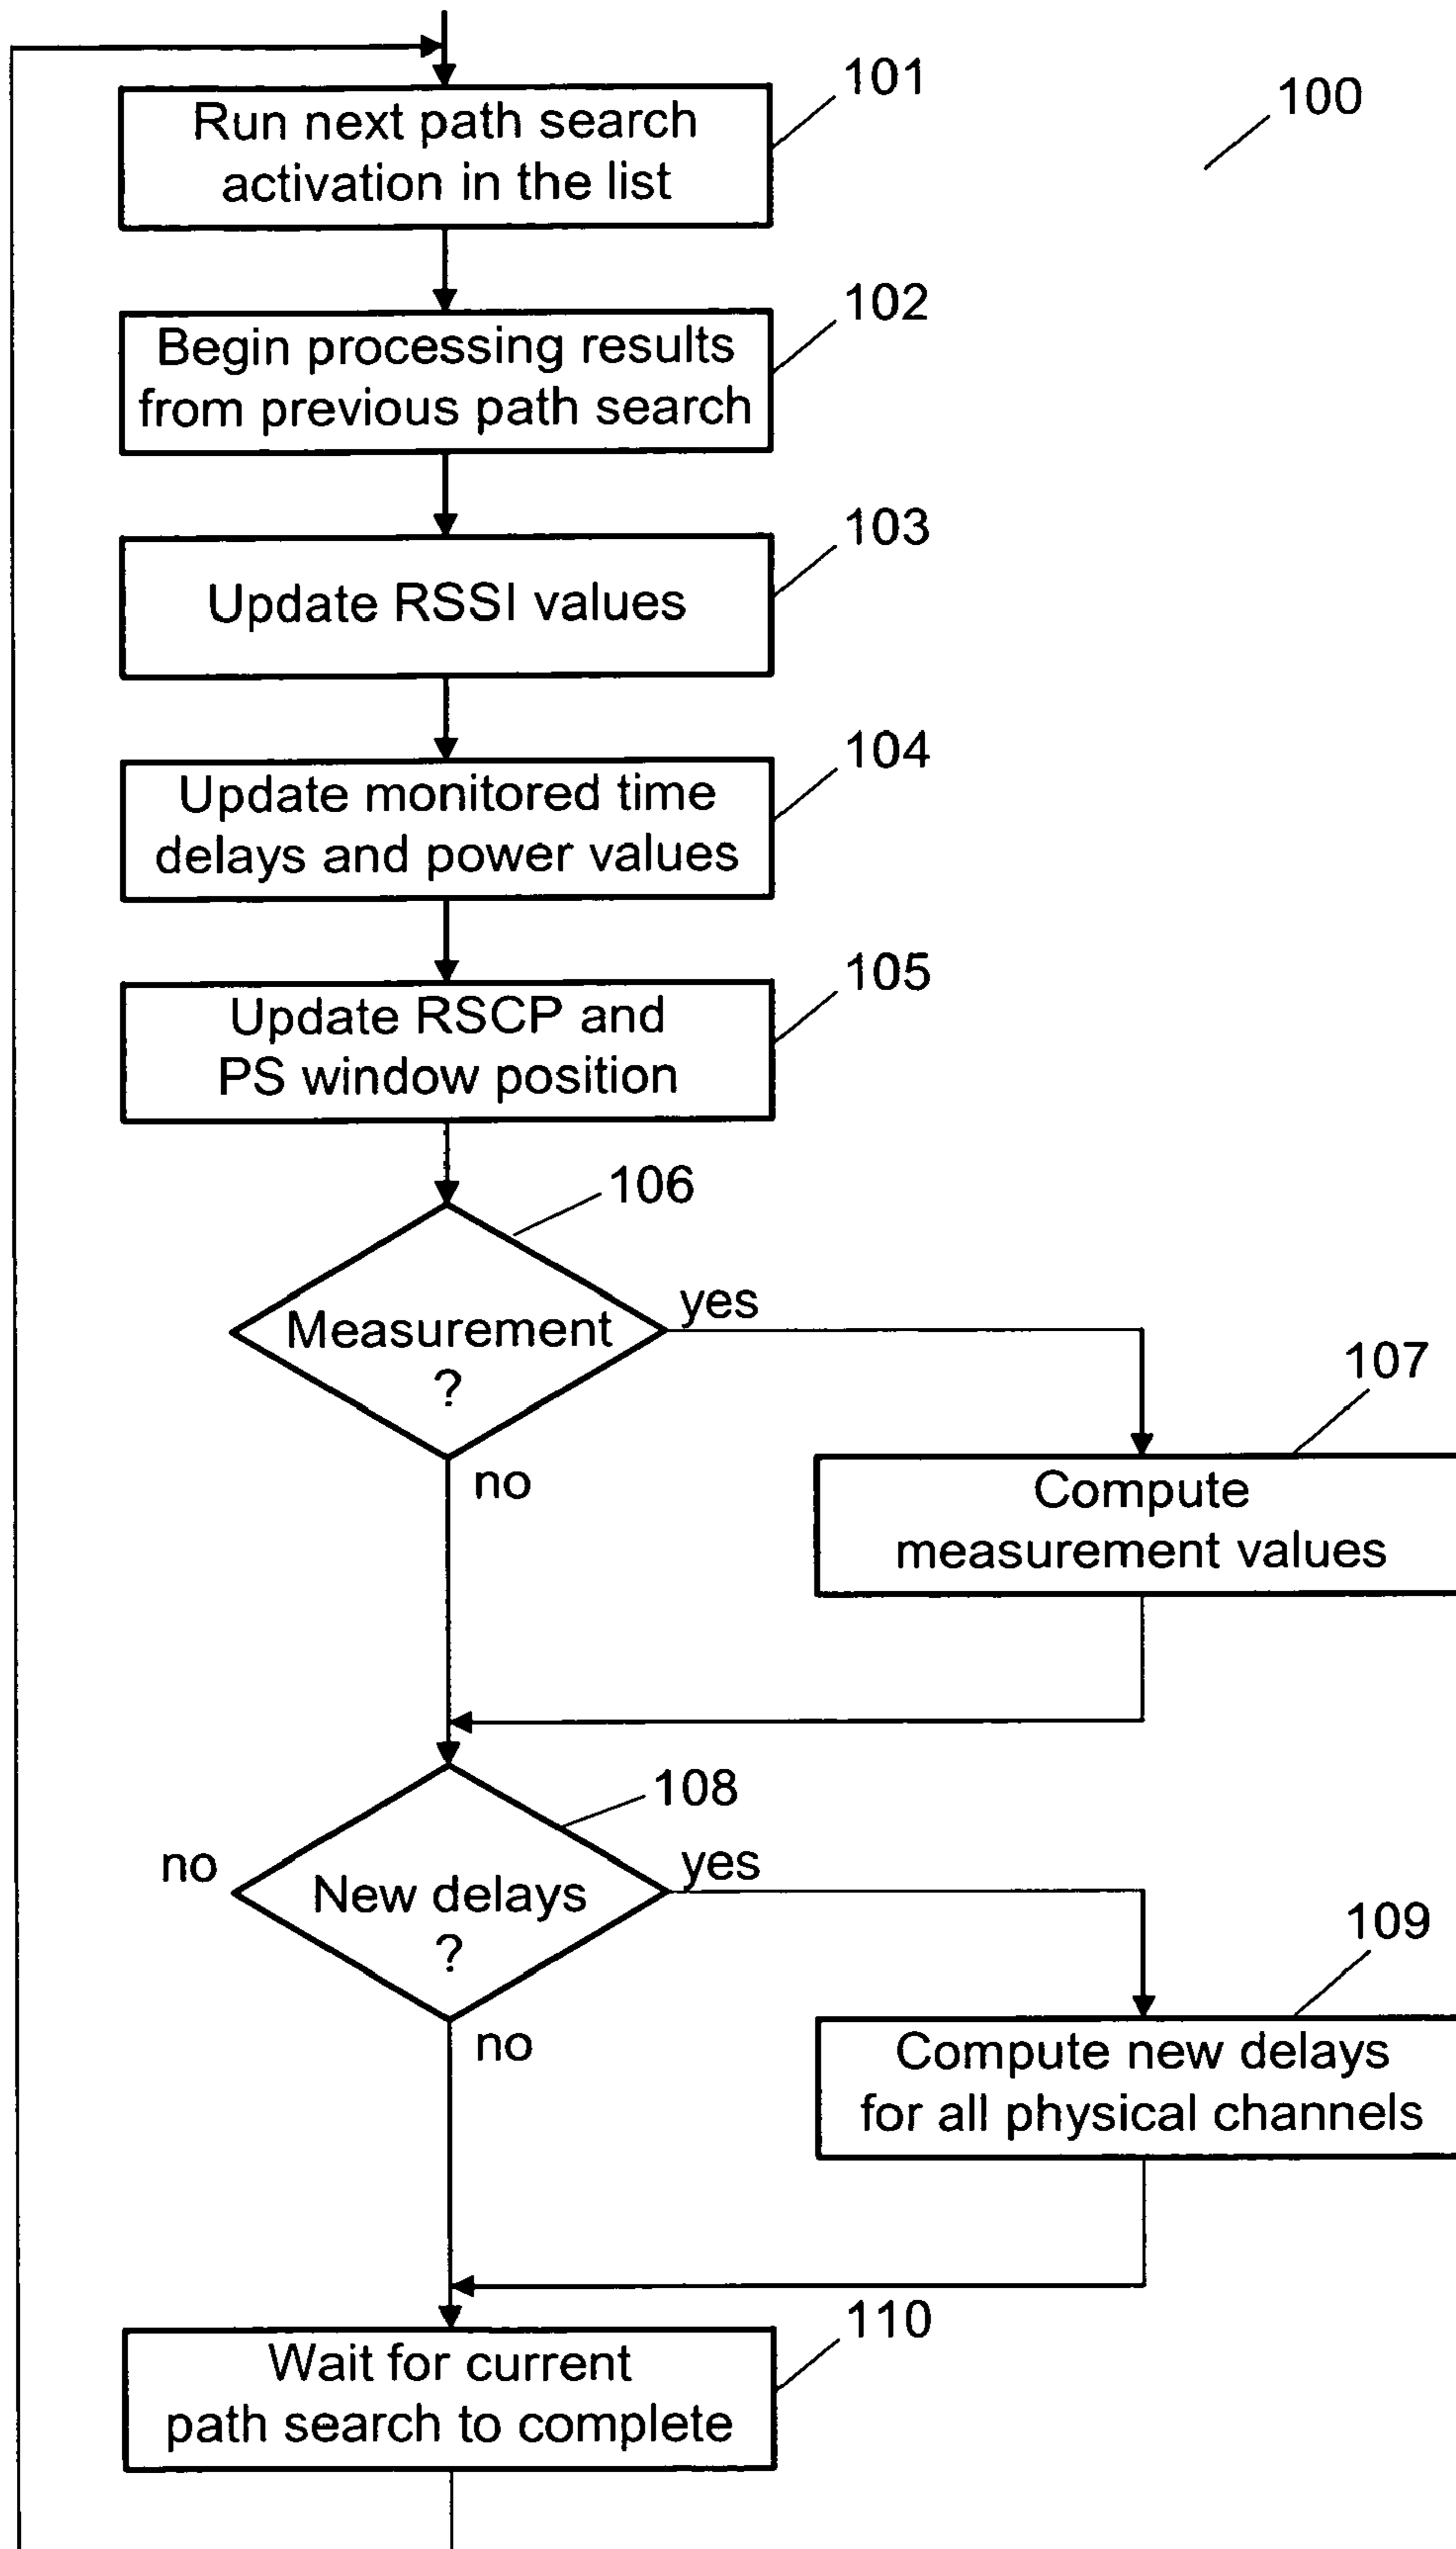 101
100
Run next path search
activation in the list
102
Begin processing results
from previous path search
103
Update RSSI values
104
Update monitored time
delays and power values
105
Update RSCP and
PS window position
106
Measurement
?
yes
no
107
Compute
measurement values
108
no
New delays
?
yes
no
109
Compute new delays
for all physical channels
110
Wait for current
path search to complete